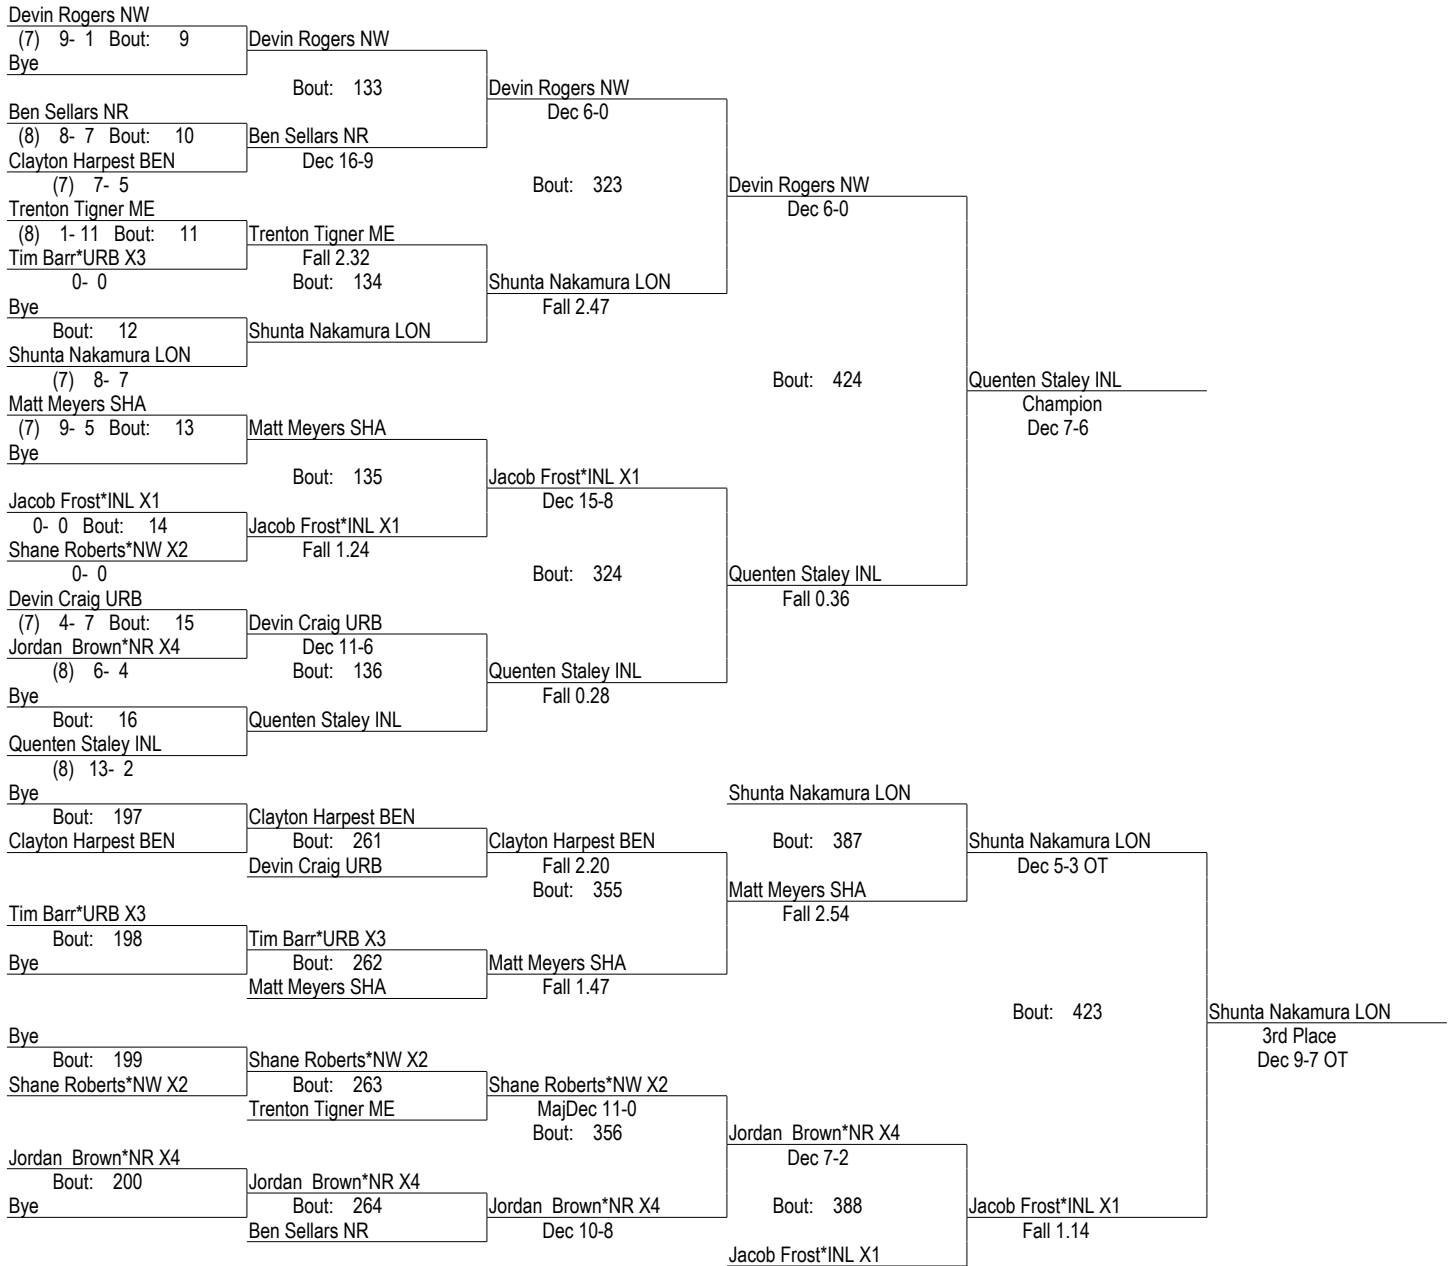 Devin Rogers NW
(7) 9- 1 Bout: 9 Devin Rogers NW
Bye
Bout: 133 Devin Rogers NW
Ben Sellars NR Dec 6-0
(8) 8- 7 Bout: 10 Ben Sellars NR
Clayton Harpest BEN Dec 16-9
(7) 7- 5 Bout: 323 Devin Rogers NW
Trenton Tigner ME Dec 6-0
(8) 1- 11 Bout: 11 Trenton Tigner ME
Tim Barr*URB X3 Fall 2.32
0- 0 Bout: 134 Shunta Nakamura LON
Bye Fall 2.47
Bout: 12 Shunta Nakamura LON
Shunta Nakamura LON
(7) 8- 7 Bout: 424 Quenten Staley INL
Matt Meyers SHA Champion
(7) 9- 5 Bout: 13 Matt Meyers SHA Dec 7-6
Bye
Bout: 135 Jacob Frost*INL X1
Jacob Frost*INL X1 Dec 15-8
0- 0 Bout: 14 Jacob Frost*INL X1
Shane Roberts*NW X2 Fall 1.24
0- 0 Bout: 324 Quenten Staley INL
Devin Craig URB Fall 0.36
(7) 4- 7 Bout: 15 Devin Craig URB
Jordan Brown*NR X4 Dec 11-6
(8) 6- 4 Bout: 136 Quenten Staley INL
Bye Fall 0.28
Bout: 16 Quenten Staley INL
Quenten Staley INL
(8) 13- 2
Bye Shunta Nakamura LON
Bout: 197 Clayton Harpest BEN
Clayton Harpest BEN Bout: 261 Clayton Harpest BEN Bout: 387 Shunta Nakamura LON
Devin Craig URB Fall 2.20 Dec 5-3 OT
Bout: 355 Matt Meyers SHA
Tim Barr*URB X3 Fall 2.54
Bout: 198 Tim Barr*URB X3
Bye Bout: 262 Matt Meyers SHA
Matt Meyers SHA Fall 1.47
Bout: 423 Shunta Nakamura LON
Bye 3rd Place
Bout: 199 Shane Roberts*NW X2 Dec 9-7 OT
Shane Roberts*NW X2 Bout: 263 Shane Roberts*NW X2
Trenton Tigner ME MajDec 11-0
Bout: 356 Jordan Brown*NR X4
Jordan Brown*NR X4 Dec 7-2
Bout: 200 Jordan Brown*NR X4
Bye Bout: 264 Jordan Brown*NR X4 Bout: 388 Jacob Frost*INL X1
Ben Sellars NR Dec 10-8 Fall 1.14
Jacob Frost*INL X1